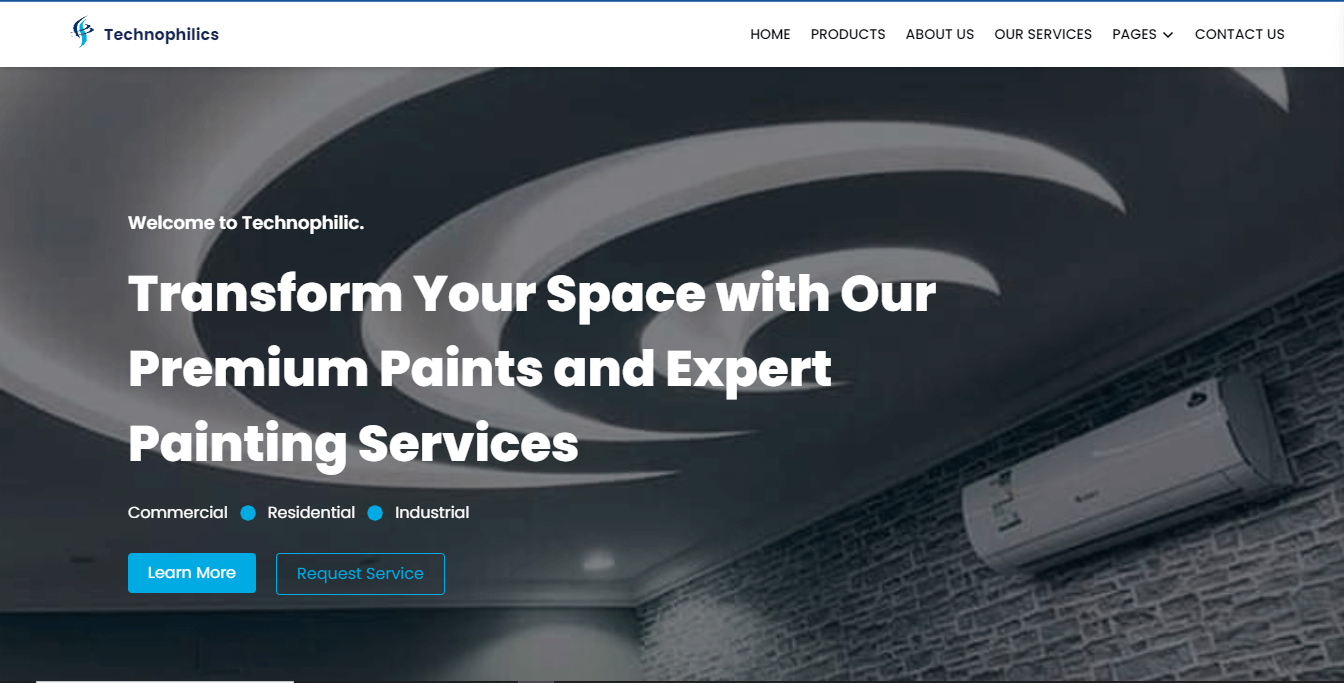 Technophilics
HOME PRODUCTS ABOUT US OUR SERVICES PAGES CONTACT US
Welcome to Technophilic.
Transform Your Space with Our
Premium Paints and Expert
Painting Services
Commercial Residential Industrial
Learn More Request Service